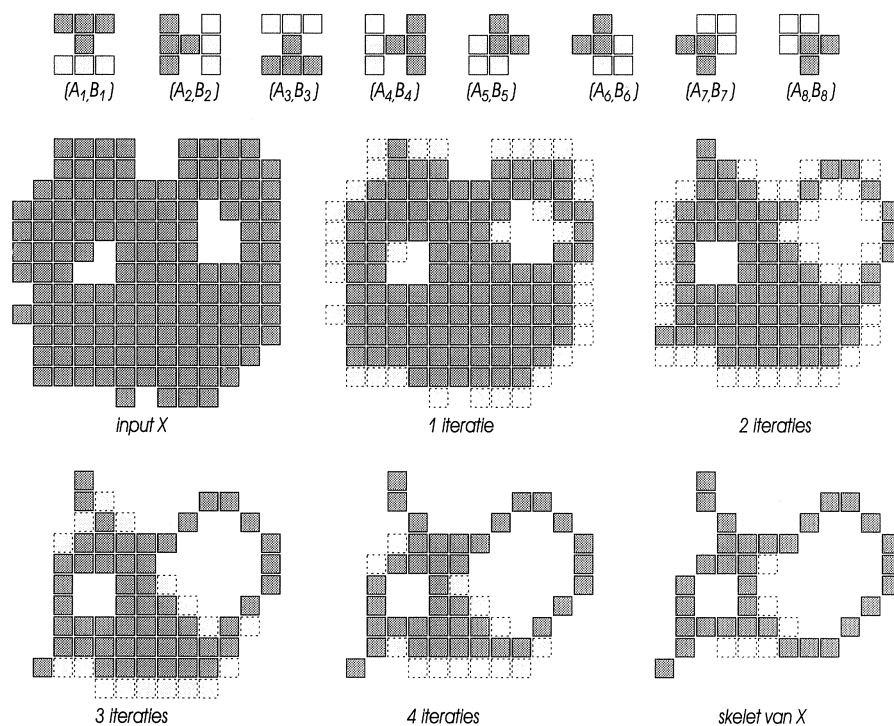 (A1,B1) (A2,B2) (A3,B3) (A4,B4) (A5,B5) (A6,B6) (A7,B7) (A8,B8)
input X 1 iteratie 2 iteraties
3 iteraties 4 iteraties skelet van X